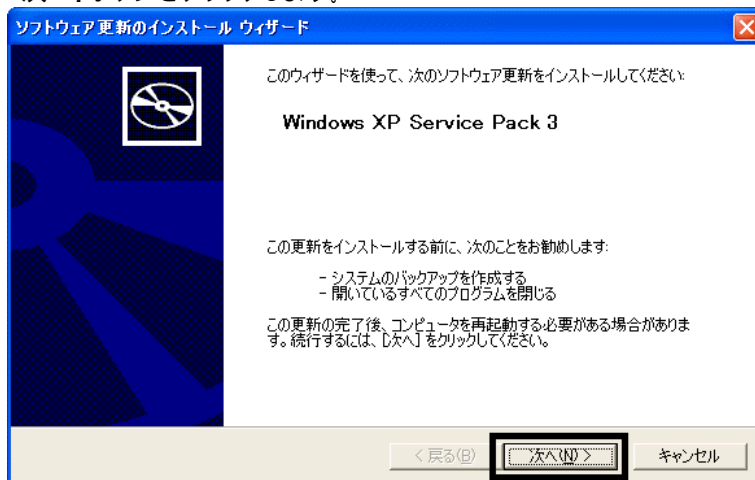 ソフトウェア更新のインストール ウィザード
このウィザードを使って、次のソフトウェア更新をインストールしてください:
Windows XP Service Pack 3
この更新をインストールする前に、次のことをお勧めします:
- システムのバックアップを作成する
- 開いているすべてのプログラムを閉じる
この更新の完了後、コンピュータを再起動する必要がある場合がありま
す。続行するには、[次へ] をクリックしてください。
< 戻る(B)
次へ(N) >
キャンセル